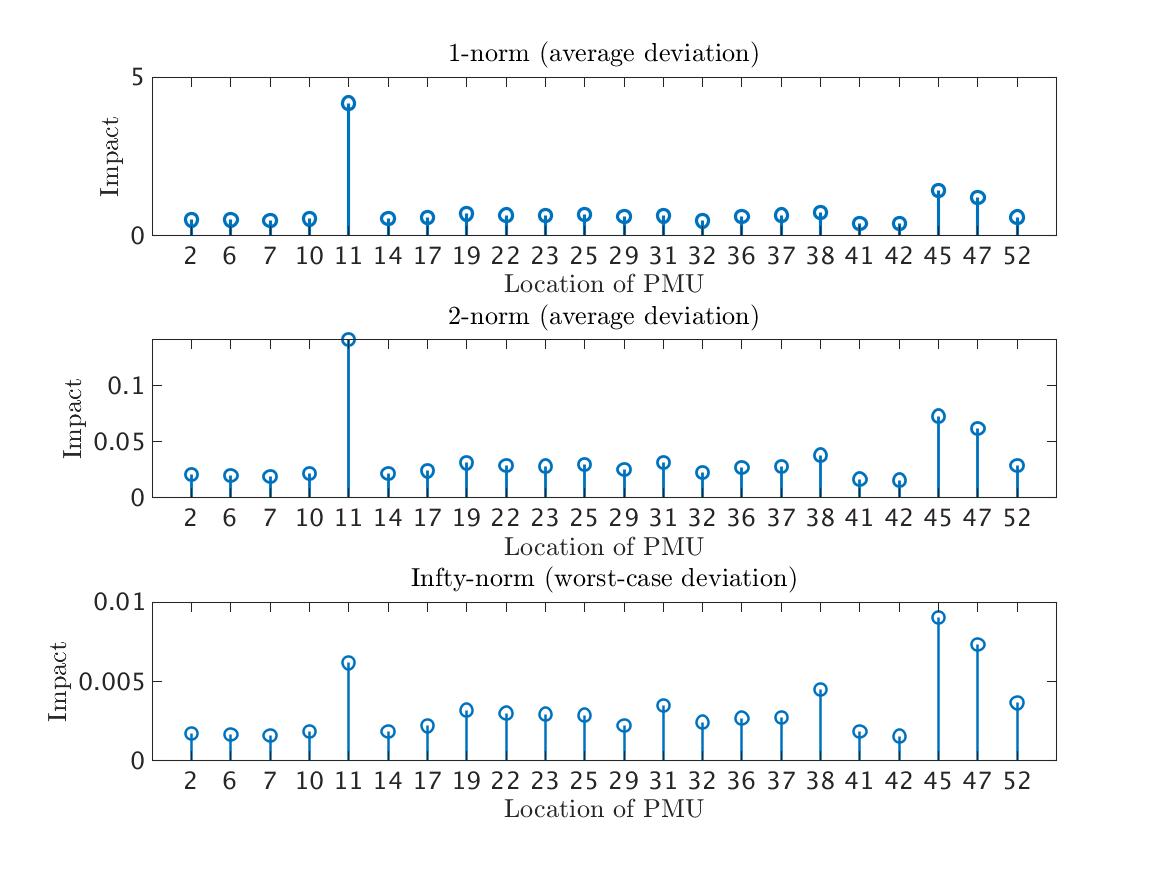 1-norm (average deviation)
5
Impact
0
2 6 7 10 11 14 17 19 22 23 25 29 31 32 36 37 38 41 42 45 47 52
Location of PMU
2-norm (average deviation)
0.1
Impact
0.05
0
2 6 7 10 11 14 17 19 22 23 25 29 31 32 36 37 38 41 42 45 47 52
Location of PMU
Infty-norm (worst-case deviation)
0.01
Impact
0.005
0
2 6 7 10 11 14 17 19 22 23 25 29 31 32 36 37 38 41 42 45 47 52
Location of PMU